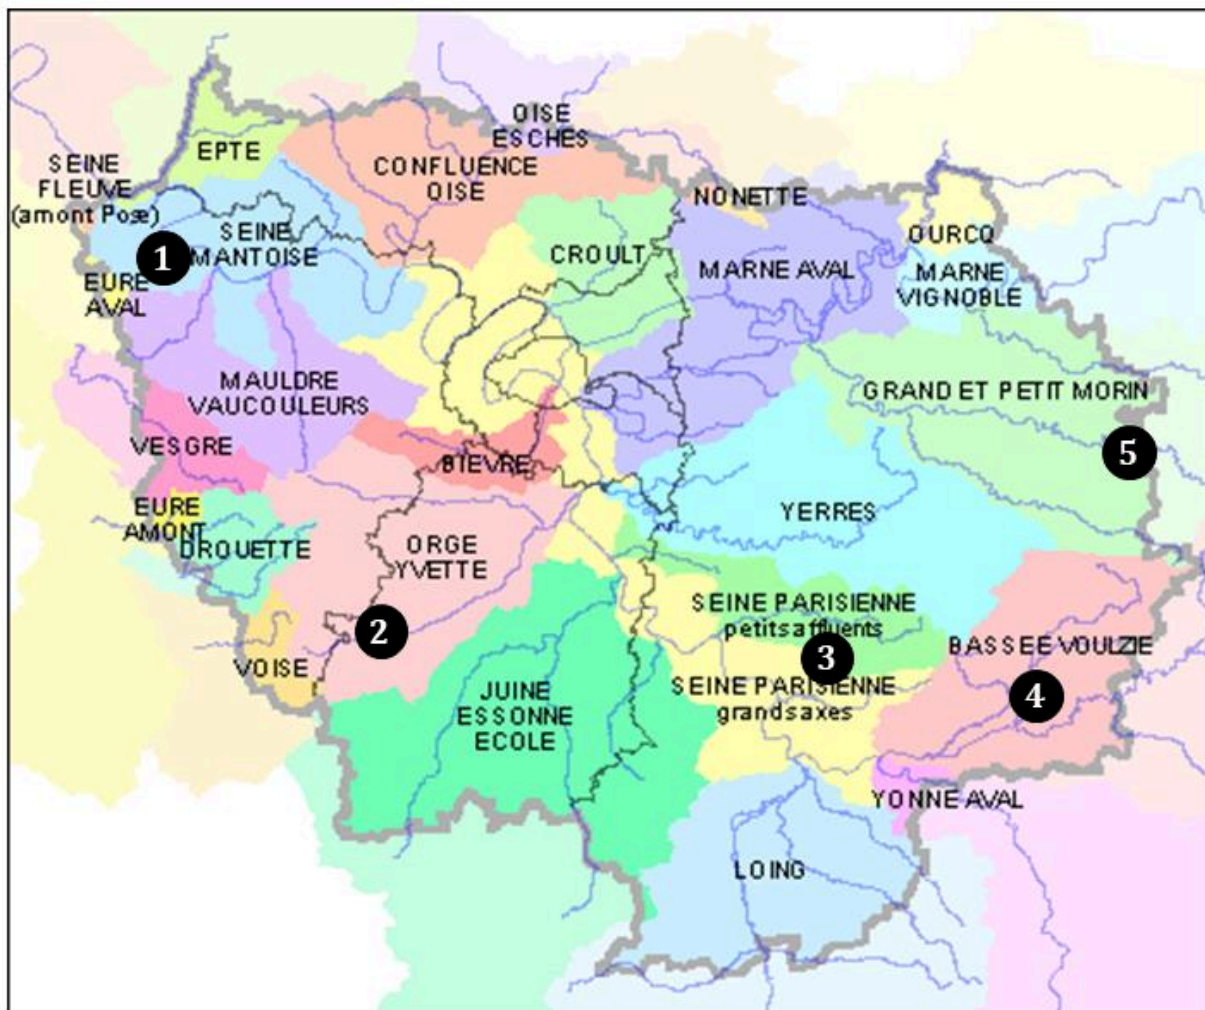 OISE
ESCHES
EPTE
SEINE
FLEUVE
(amont Pose)
CONFLUENCE
OISE
NONETTE
SEINE
MANTOISE
1
CROULT
MARNE AVAL
OURCQ
MARNE
VIGNOBLE
EURE
AVAL
MAULDRE
VAUCOULEURS
GRAND ET PETIT MORIN
VESGRE
BIEVRE
5
EURE
AMONT
DROUETTE
ORGE
YVETTE
YERRES
2
SEINE PARISIENNE
petits affluents
3
BASSEE VOULZIE
VOISE
SEINE PARISIENNE
grands axes
4
JUINE
ESSONNE
ECOLE
YONNE AVAL
LOING